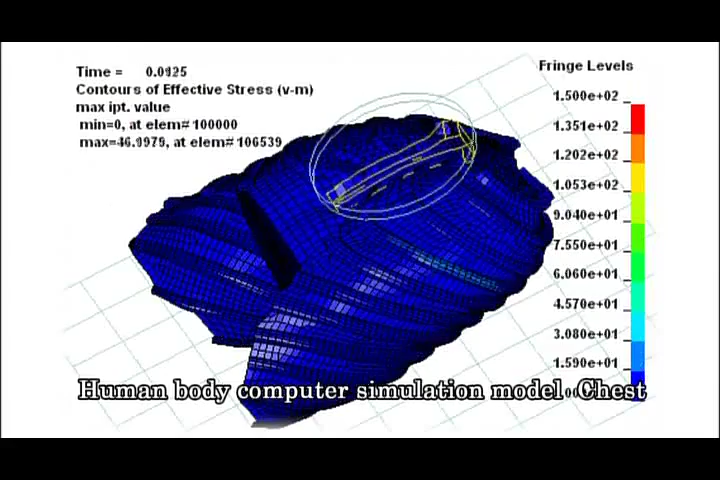 Time = 0.0125
Contours of Effective Stress (v-m)
max ipt. value
min=0, at elem# 100000
max=46.9979, at elem# 106539
Fringe Levels
1.500e+02
1.351e+02
1.202e+02
1.053e+02
9.040e+01
7.550e+01
6.060e+01
4.570e+01
3.080e+01
1.590e+01
Human body computer simulation model Chest